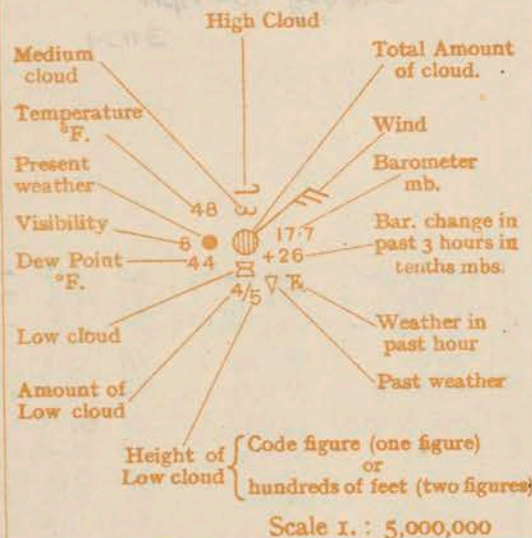 High Cloud
Medium
cloud
Total Amount
of cloud.
Temperature
°F.
Wind
Present
weather
Barometer
mb.
48
Visibility
8
17·7
Bar. change in
past 3 hours in
tenths mbs.
Dew Point
°F.
44
+26
4/5
Low cloud
Weather in
past hour
Amount of
Low cloud
Past weather
Height of
Low cloud
Code figure (one figure)
or
hundreds of feet (two figures)
Scale 1. : 5,000,000